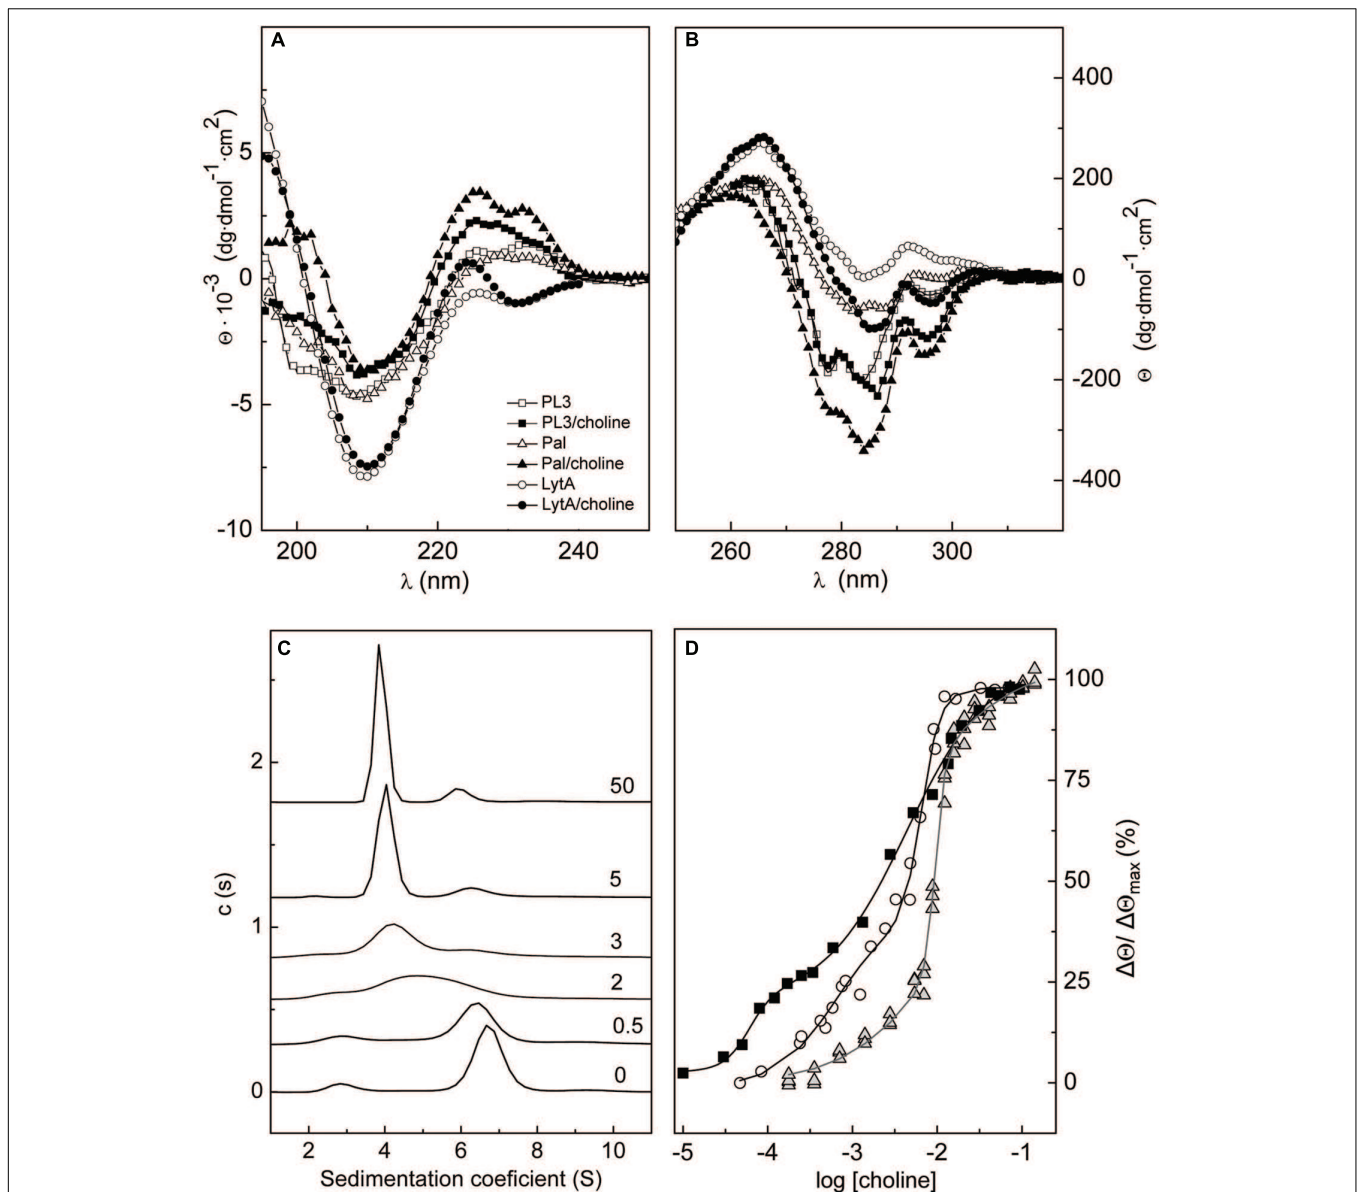 A
B
Θ · 10⁻³ (dg·dmol⁻¹·cm²)
5
0
-5
-10
200
220
240
λ (nm)
PL3
PL3/choline
Pal
Pal/choline
LytA
LytA/choline
400
200
0
-200
-400
Θ (dg·dmol⁻¹·cm²)
260
280
300
λ (nm)
C
D
c (s)
2
1
0
50
5
3
2
0.5
0
2
4
6
8
10
Sedimentation coeficient (S)
100
75
50
25
0
ΔΘ/ ΔΘmax (%)
-5
-4
-3
-2
-1
log [choline]